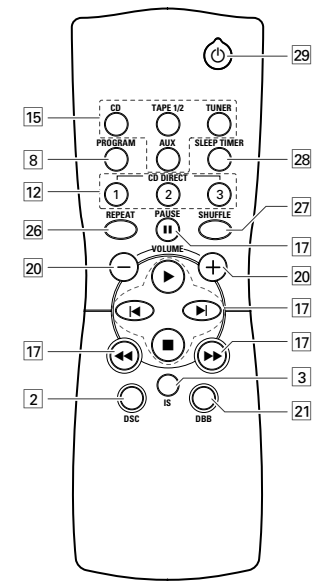 29
15 CD TAPE 1/2 TUNER
8 PROGRAM AUX SLEEP TIMER 28
12 CD DIRECT
1 2 3
27
26 REPEAT PAUSE SHUFFLE
17
20 VOLUME 20
17
17 17
2 3
DSC IS DBB 21